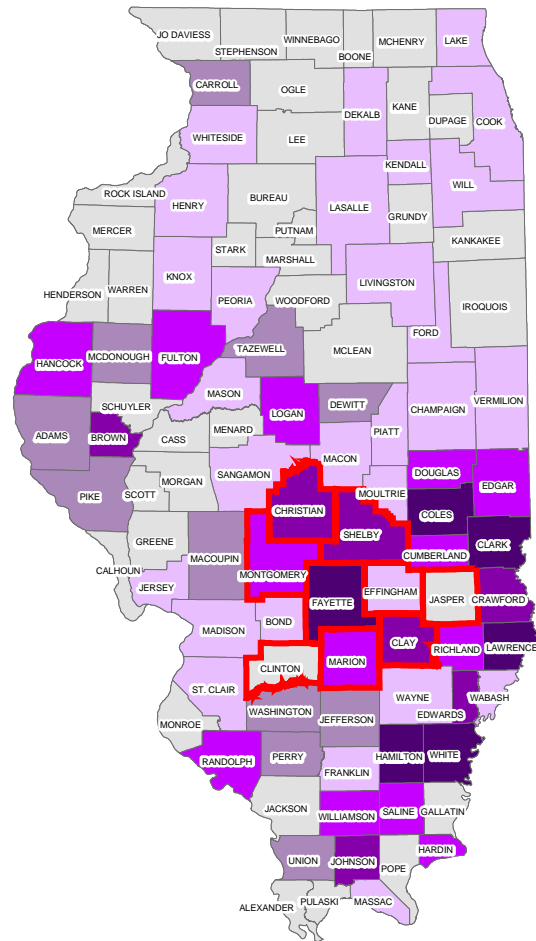 JO DAVIESS
STEPHENSON
WINNEBAGO
BOONE
MCHENRY
LAKE
CARROLL
OGLE
DEKALB
KANE
DUPAGE
COOK
WHITESIDE
LEE
KENDALL
WILL
ROCK ISLAND
HENRY
BUREAU
LASALLE
GRUNDY
MERCER
PUTNAM
KANKAKEE
STARK
MARSHALL
KNOX
HENDERSON
WARREN
PEORIA
WOODFORD
LIVINGSTON
IROQUOIS
FORD
HANCOCK
MCDONOUGH
FULTON
TAZEWELL
MCLEAN
MASON
SCHUYLER
LOGAN
DEWITT
CHAMPAIGN
VERMILION
ADAMS
BROWN
CASS
MENARD
PIATT
MACON
SANGAMON
MORGAN
DOUGLAS
EDGAR
PIKE
SCOTT
CHRISTIAN
MOULTRIE
COLES
GREENE
SHELBY
MACOUPIN
CUMBERLAND
CLARK
CALHOUN
MONTGOMERY
JERSEY
FAYETTE
EFFINGHAM
JASPER
CRAWFORD
BOND
MADISON
CLAY
RICHLAND
LAWRENCE
CLINTON
MARION
ST. CLAIR
WAYNE
WABASH
WASHINGTON
EDWARDS
JEFFERSON
MONROE
RANDOLPH
PERRY
HAMILTON
WHITE
FRANKLIN
JACKSON
WILLIAMSON
SALINE
GALLATIN
HARDIN
UNION
JOHNSON
POPE
ALEXANDER
PULASKI
MASSAC